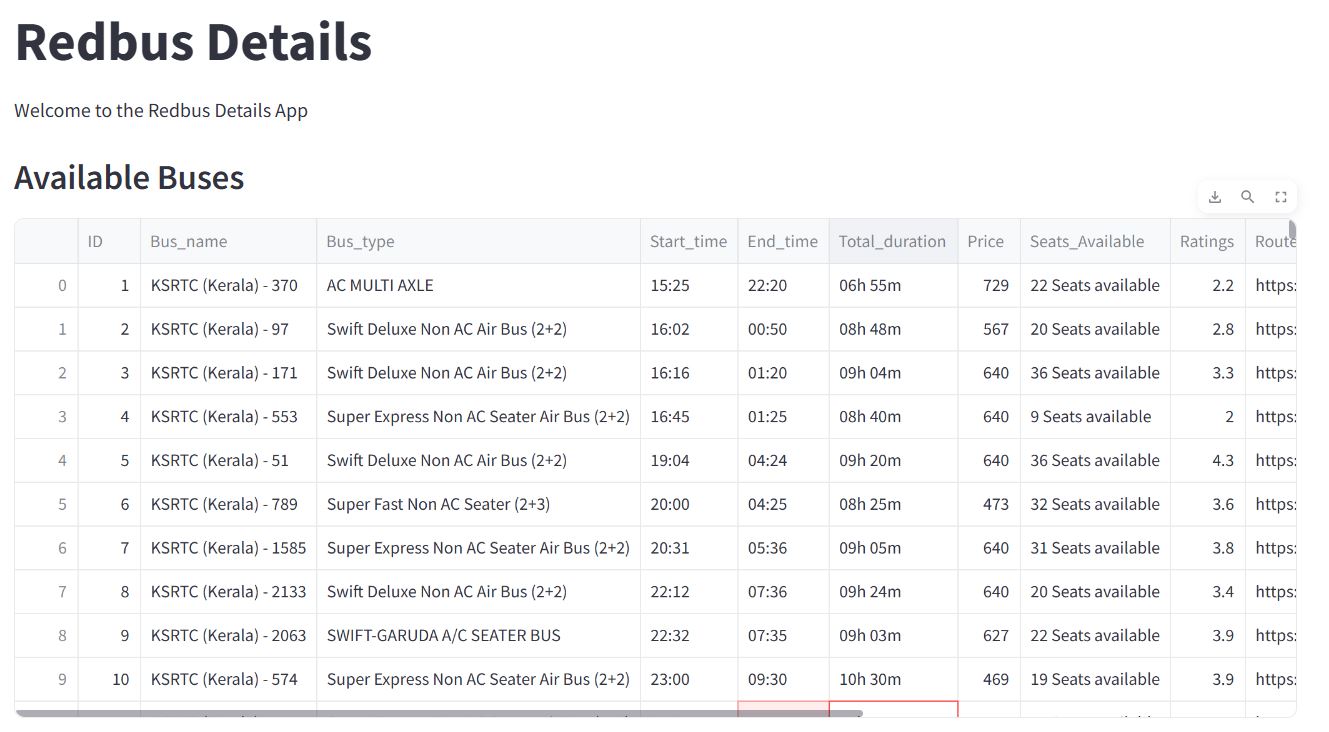 Redbus Details
Welcome to the Redbus Details App
Available Buses
ID Bus_name Bus_type Start_time End_time Total_duration Price Seats_Available Ratings Route
0 1 KSRTC (Kerala) - 370 AC MULTI AXLE 15:25 22:20 06h 55m 729 22 Seats available 2.2 https:
1 2 KSRTC (Kerala) - 97 Swift Deluxe Non AC Air Bus (2+2) 16:02 00:50 08h 48m 567 20 Seats available 2.8 https:
2 3 KSRTC (Kerala) - 171 Swift Deluxe Non AC Air Bus (2+2) 16:16 01:20 09h 04m 640 36 Seats available 3.3 https:
3 4 KSRTC (Kerala) - 553 Super Express Non AC Seater Air Bus (2+2) 16:45 01:25 08h 40m 640 9 Seats available 2 https:
4 5 KSRTC (Kerala) - 51 Swift Deluxe Non AC Air Bus (2+2) 19:04 04:24 09h 20m 640 36 Seats available 4.3 https:
5 6 KSRTC (Kerala) - 789 Super Fast Non AC Seater (2+3) 20:00 04:25 08h 25m 473 32 Seats available 3.6 https:
6 7 KSRTC (Kerala) - 1585 Super Express Non AC Seater Air Bus (2+2) 20:31 05:36 09h 05m 640 31 Seats available 3.8 https:
7 8 KSRTC (Kerala) - 2133 Swift Deluxe Non AC Air Bus (2+2) 22:12 07:36 09h 24m 640 20 Seats available 3.4 https:
8 9 KSRTC (Kerala) - 2063 SWIFT-GARUDA A/C SEATER BUS 22:32 07:35 09h 03m 627 22 Seats available 3.9 https:
9 10 KSRTC (Kerala) - 574 Super Express Non AC Seater Air Bus (2+2) 23:00 09:30 10h 30m 469 19 Seats available 3.9 https: